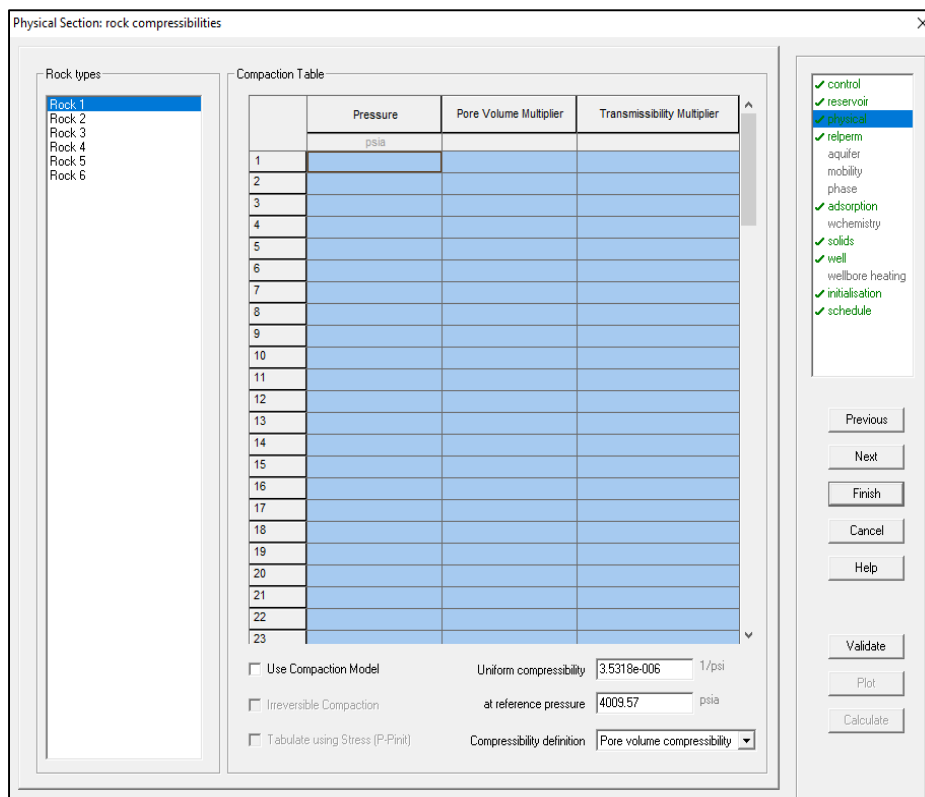 Physical Section: rock compressibilities
Rock types
Rock 1
Rock 2
Rock 3
Rock 4
Rock 5
Rock 6
Compaction Table
Pressure Pore Volume Multiplier Transmissibility Multiplier
psia
1
2
3
4
5
6
7
8
9
10
11
12
13
14
15
16
17
18
19
20
21
22
23
Use Compaction Model
Irreversible Compaction
Tabulate using Stress (P-Pinit)
Uniform compressibility 3.5318e-006 1/psi
at reference pressure 4009.57 psia
Compressibility definition Pore volume compressibility
control
reservoir
physical
relperm
aquifer
mobility
phase
adsorption
wchemistry
solids
well
wellbore heating
initialisation
schedule
Previous
Next
Finish
Cancel
Help
Validate
Plot
Calculate